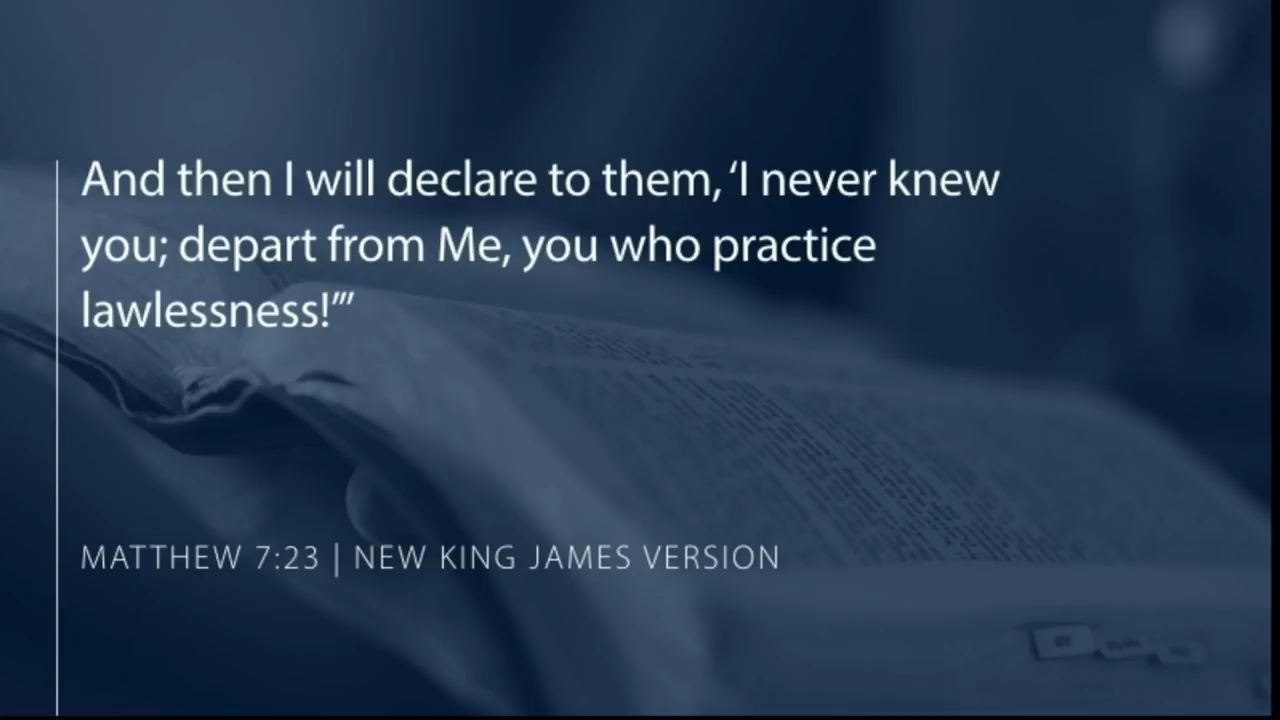 And then I will declare to them, ‘I never knew
you; depart from Me, you who practice
lawlessness!’”
MATTHEW 7:23 | NEW KING JAMES VERSION